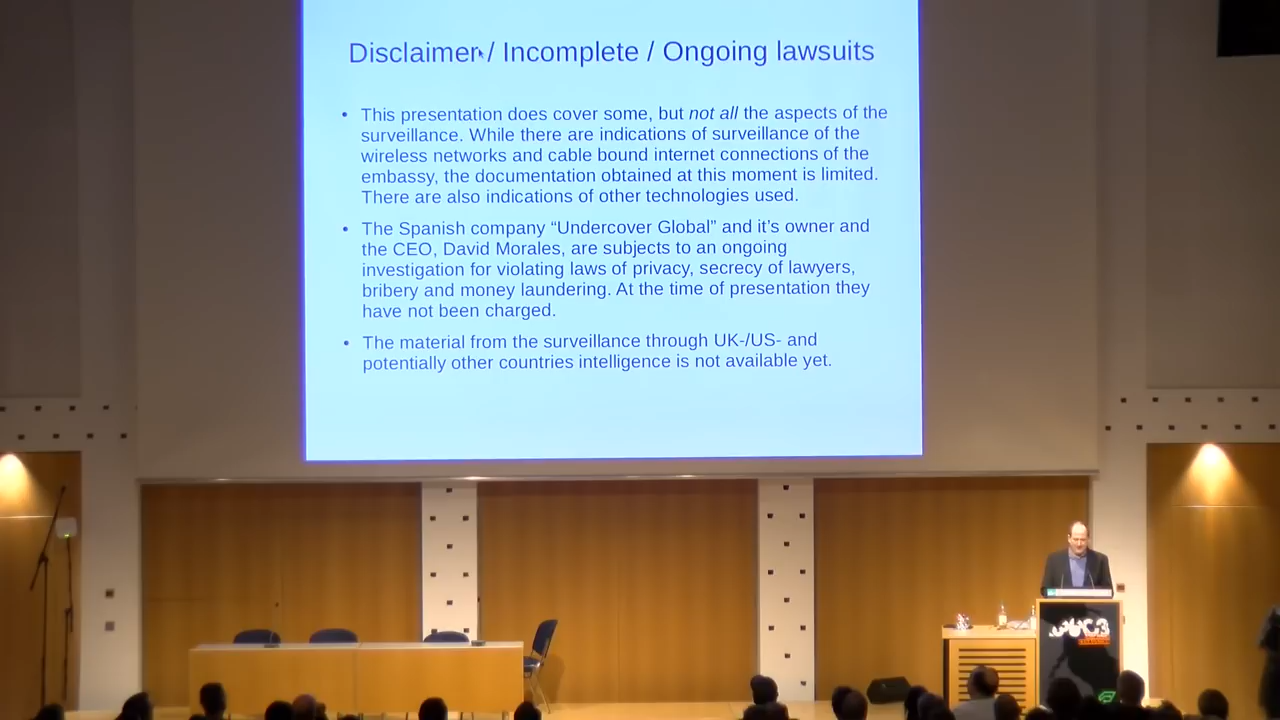 Disclaimer / Incomplete / Ongoing lawsuits
• This presentation does cover some, but not all the aspects of the
surveillance. While there are indications of surveillance of the
wireless networks and cable bound internet connections of the
embassy, the documentation obtained at this moment is limited.
There are also indications of other technologies used.
• The Spanish company “Undercover Global” and it’s owner and
the CEO, David Morales, are subjects to an ongoing
investigation for violating laws of privacy, secrecy of lawyers,
bribery and money laundering. At the time of presentation they
have not been charged.
• The material from the surveillance through UK-/US- and
potentially other countries intelligence is not available yet.